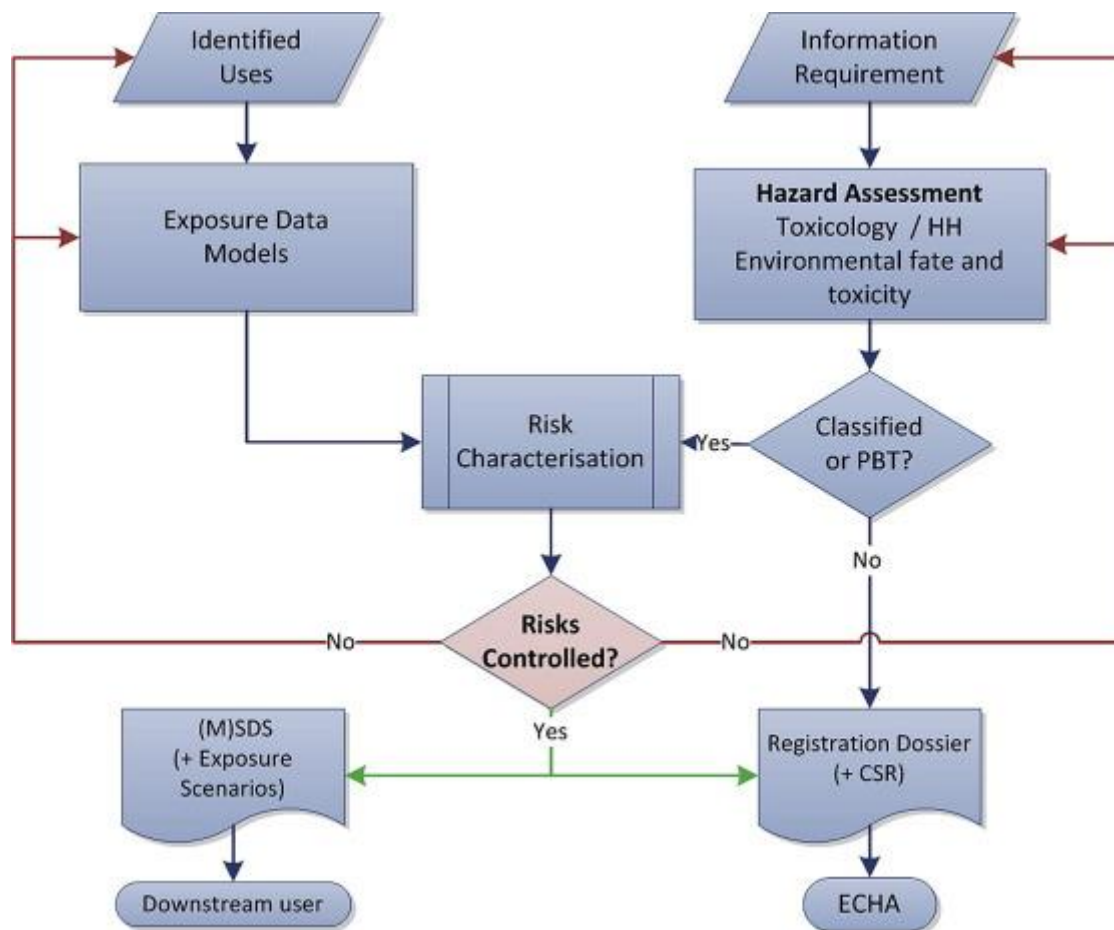 Identified
Uses
Information
Requirement
Exposure Data
Models
Hazard Assessment
Toxicology / HH
Environmental fate and
toxicity
Risk
Characterisation
Yes
Classified
or PBT?
No
No
Risks
Controlled?
No
Yes
(M)SDS
(+ Exposure
Scenarios)
Registration Dossier
(+ CSR)
Downstream user
ECHA